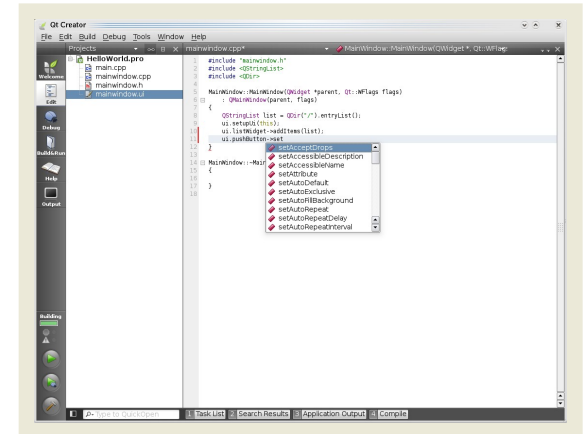 Qt Creator
File Edit Build Debug Tools Window Help
Projects
mainwindow.cpp*
MainWindow::MainWindow(QWidget *, Qt::WFlags
HelloWorld.pro
main.cpp
mainwindow.cpp
mainwindow.h
mainwindow.ui
Welcome
Edit
Debug
Build&Run
Help
Output
Building
1 #include "mainwindow.h"
2 #include <QStringList>
3 #include <QDir>
4
5 MainWindow::MainWindow(QWidget *parent, Qt::WFlags flags)
6 : QMainWindow(parent, flags)
7 {
8 QStringList list = QDir("/").entryList();
9 ui.setupUi(this);
10 ui.listWidget->addItems(list);
11 ui.pushButton->set
12 }
13
14 MainWindow::~Main
15 {
16
17 }
18
setAcceptDrops
setAccessibleDescription
setAccessibleName
setAttribute
setAutoDefault
setAutoExclusive
setAutoFillBackground
setAutoRepeat
setAutoRepeatDelay
setAutoRepeatInterval
Type to QuickOpen
1 Task List 2 Search Results 3 Application Output 4 Compile